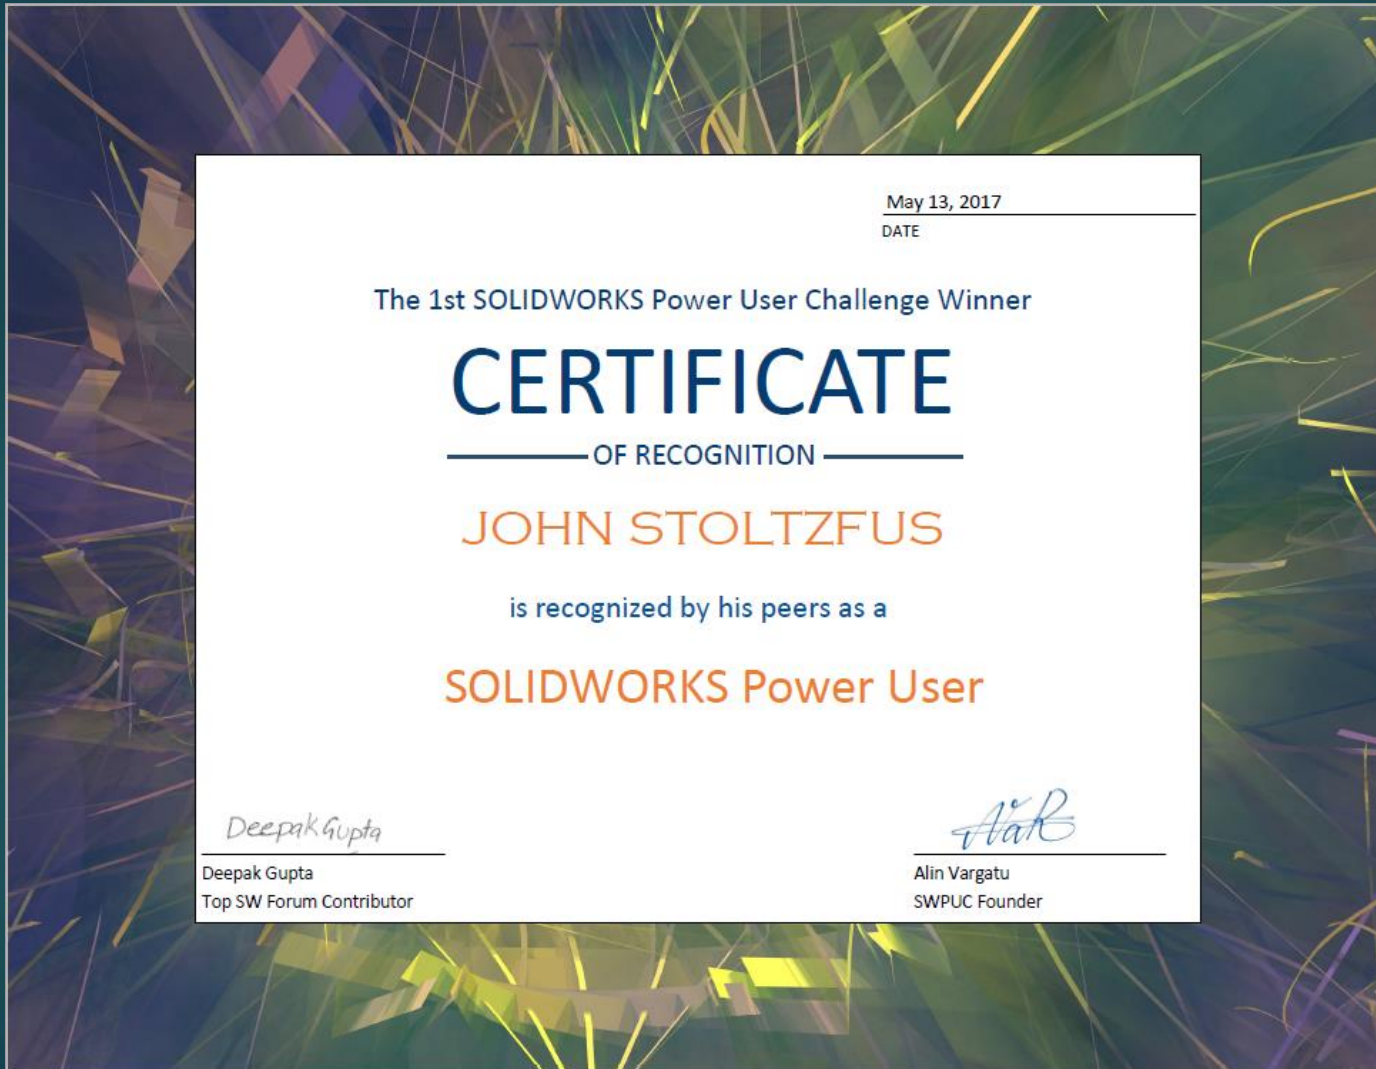 May 13, 2017
DATE
The 1st SOLIDWORKS Power User Challenge Winner
CERTIFICATE
OF RECOGNITION
JOHN STOLTZFUS
is recognized by his peers as a
SOLIDWORKS Power User
Deepak Gupta
Deepak Gupta
Top SW Forum Contributor
Alin Vargatu
SWPUC Founder